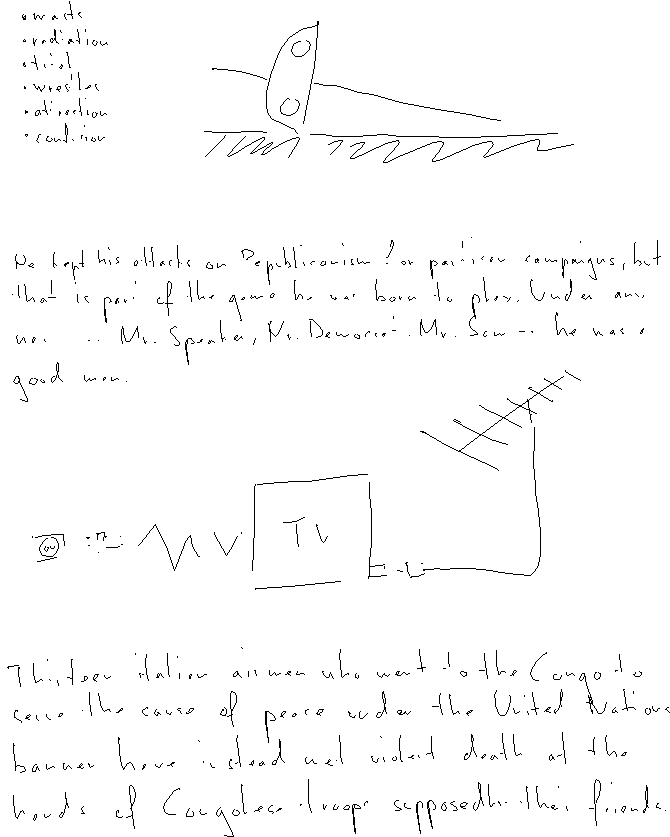 • waste
• radiation
• trial
• wrestles
• direction
• condition
He kept his attacks on Republicanism for partisan campaigns, but
that is part of the game he was born to play. Under any
name -- Mr. Speaker, Mr. Democrat, Mr. Sam -- he was a
good man.
TV
Thirteen Italian airmen who went to the Congo to
serve the cause of peace under the United Nations
banner have instead met violent death at the
hands of Congolese troops supposedly their friends.